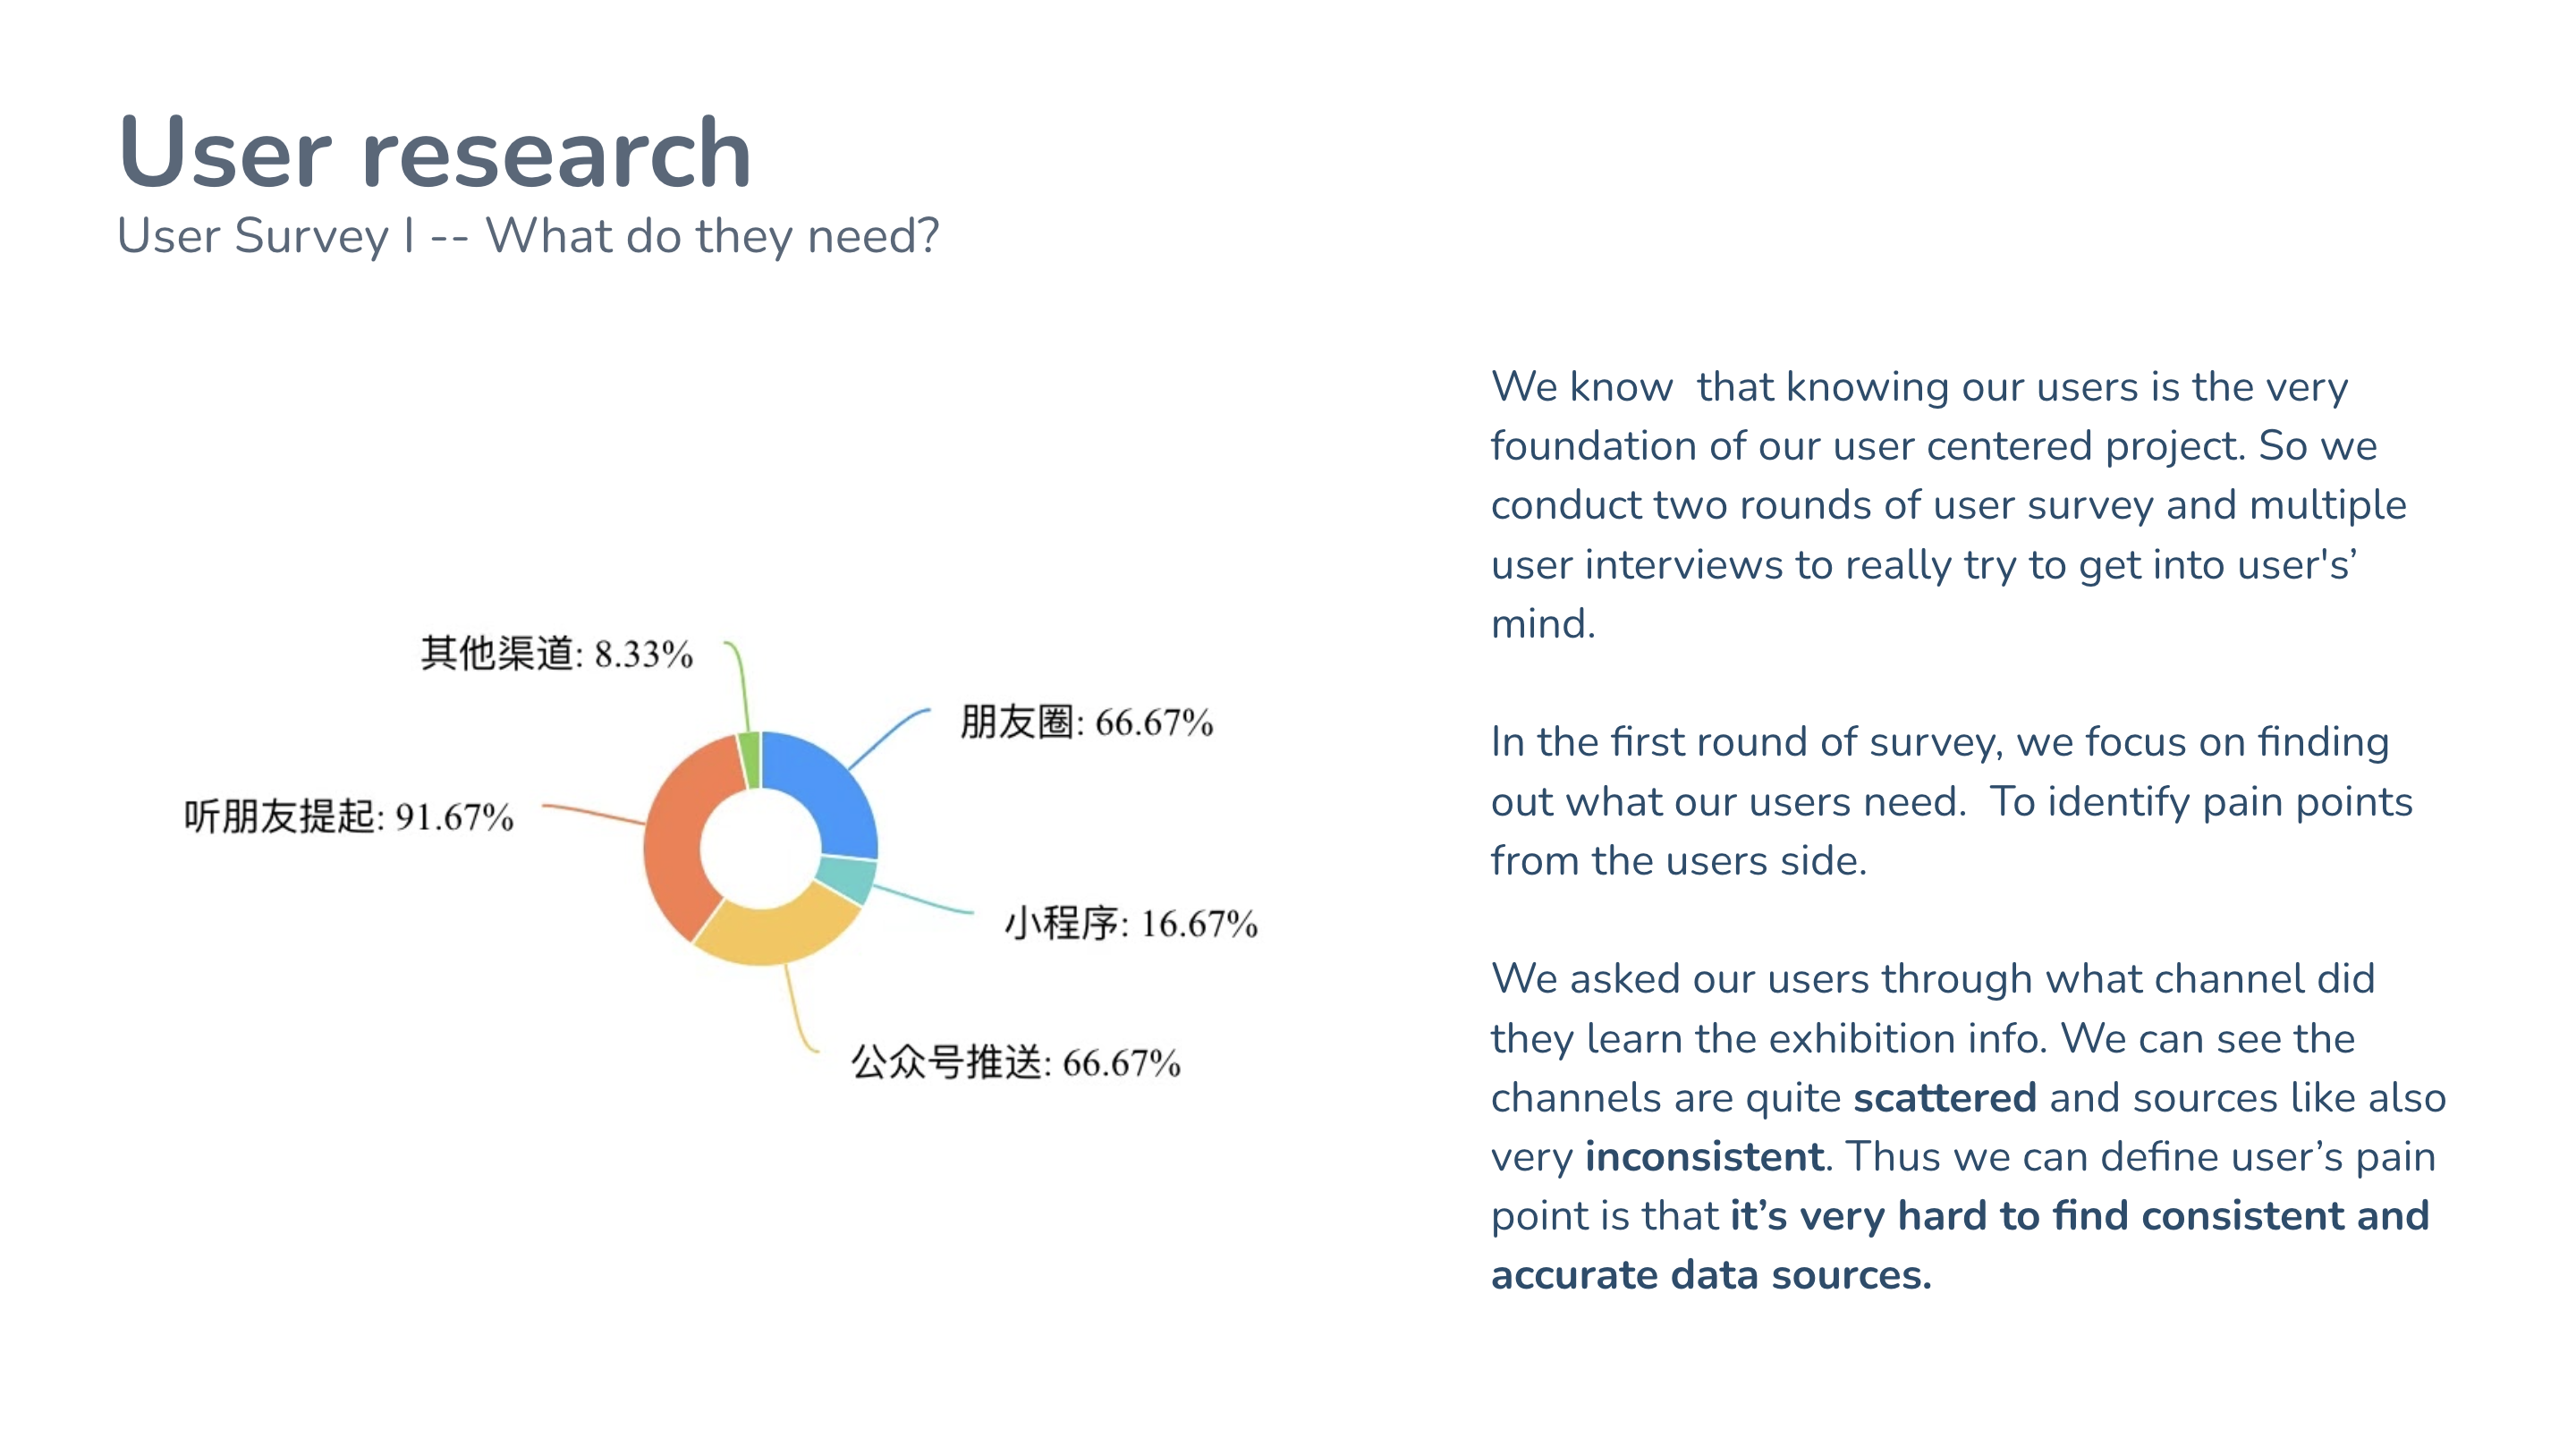 User research
User Survey I -- What do they need?
We know  that knowing our users is the very
foundation of our user centered project. So we
conduct two rounds of user survey and multiple
user interviews to really try to get into user's’
mind.
In the first round of survey, we focus on finding
out what our users need.  To identify pain points
from the users side.
We asked our users through what channel did
they learn the exhibition info. We can see the
channels are quite scattered and sources like also
very inconsistent. Thus we can define user’s pain
point is that it’s very hard to find consistent and
accurate data sources.
其他渠道: 8.33%
朋友圈: 66.67%
听朋友提起: 91.67%
小程序: 16.67%
公众号推送: 66.67%